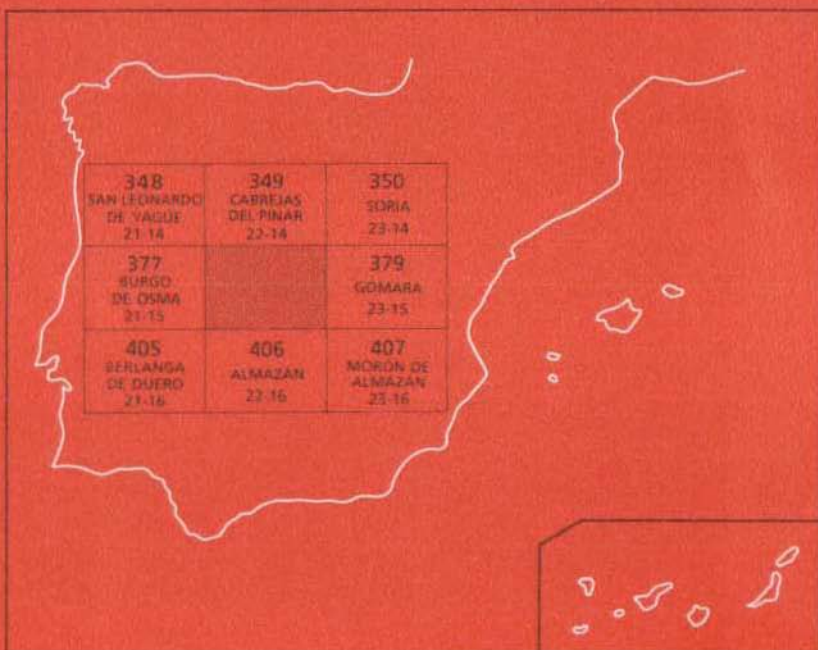 348
SAN LEONARDO
DE YAGÜE
21-14
349
CABREJAS
DEL PINAR
22-14
350
SORIA
23-14
377
BURGO
DE OSMA
21-15
379
GOMARA
23-15
405
BERLANGA
DE DUERO
21-16
406
ALMAZÁN
22-16
407
MORÓN DE
ALMAZÁN
23-16